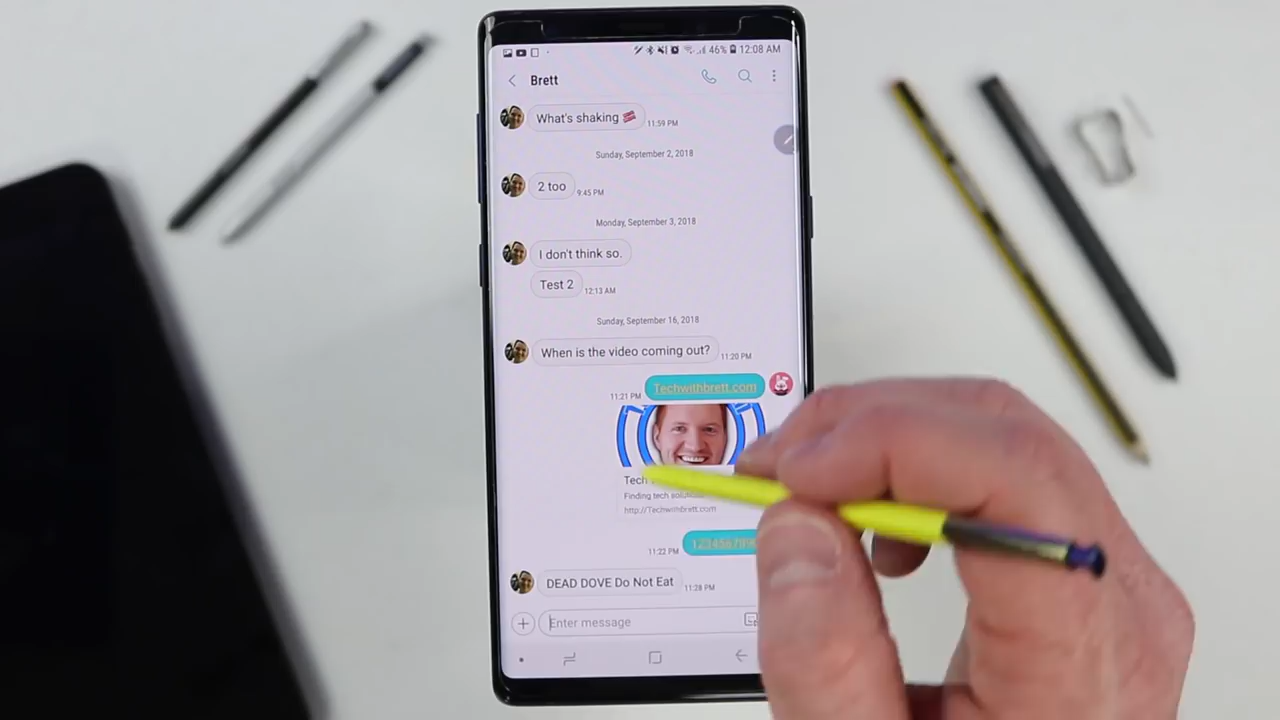 46% 12:08 AM
Brett
What's shaking 11:59 PM
Sunday, September 2, 2018
2 too 9:45 PM
Monday, September 3, 2018
I don't think so.
Test 2 12:13 AM
Sunday, September 16, 2018
When is the video coming out? 11:20 PM
11:21 PM Techwithbrett.com
Tech
Finding tech
http://Techwithbrett.com
11:22 PM
DEAD DOVE Do Not Eat 11:28 PM
Enter message